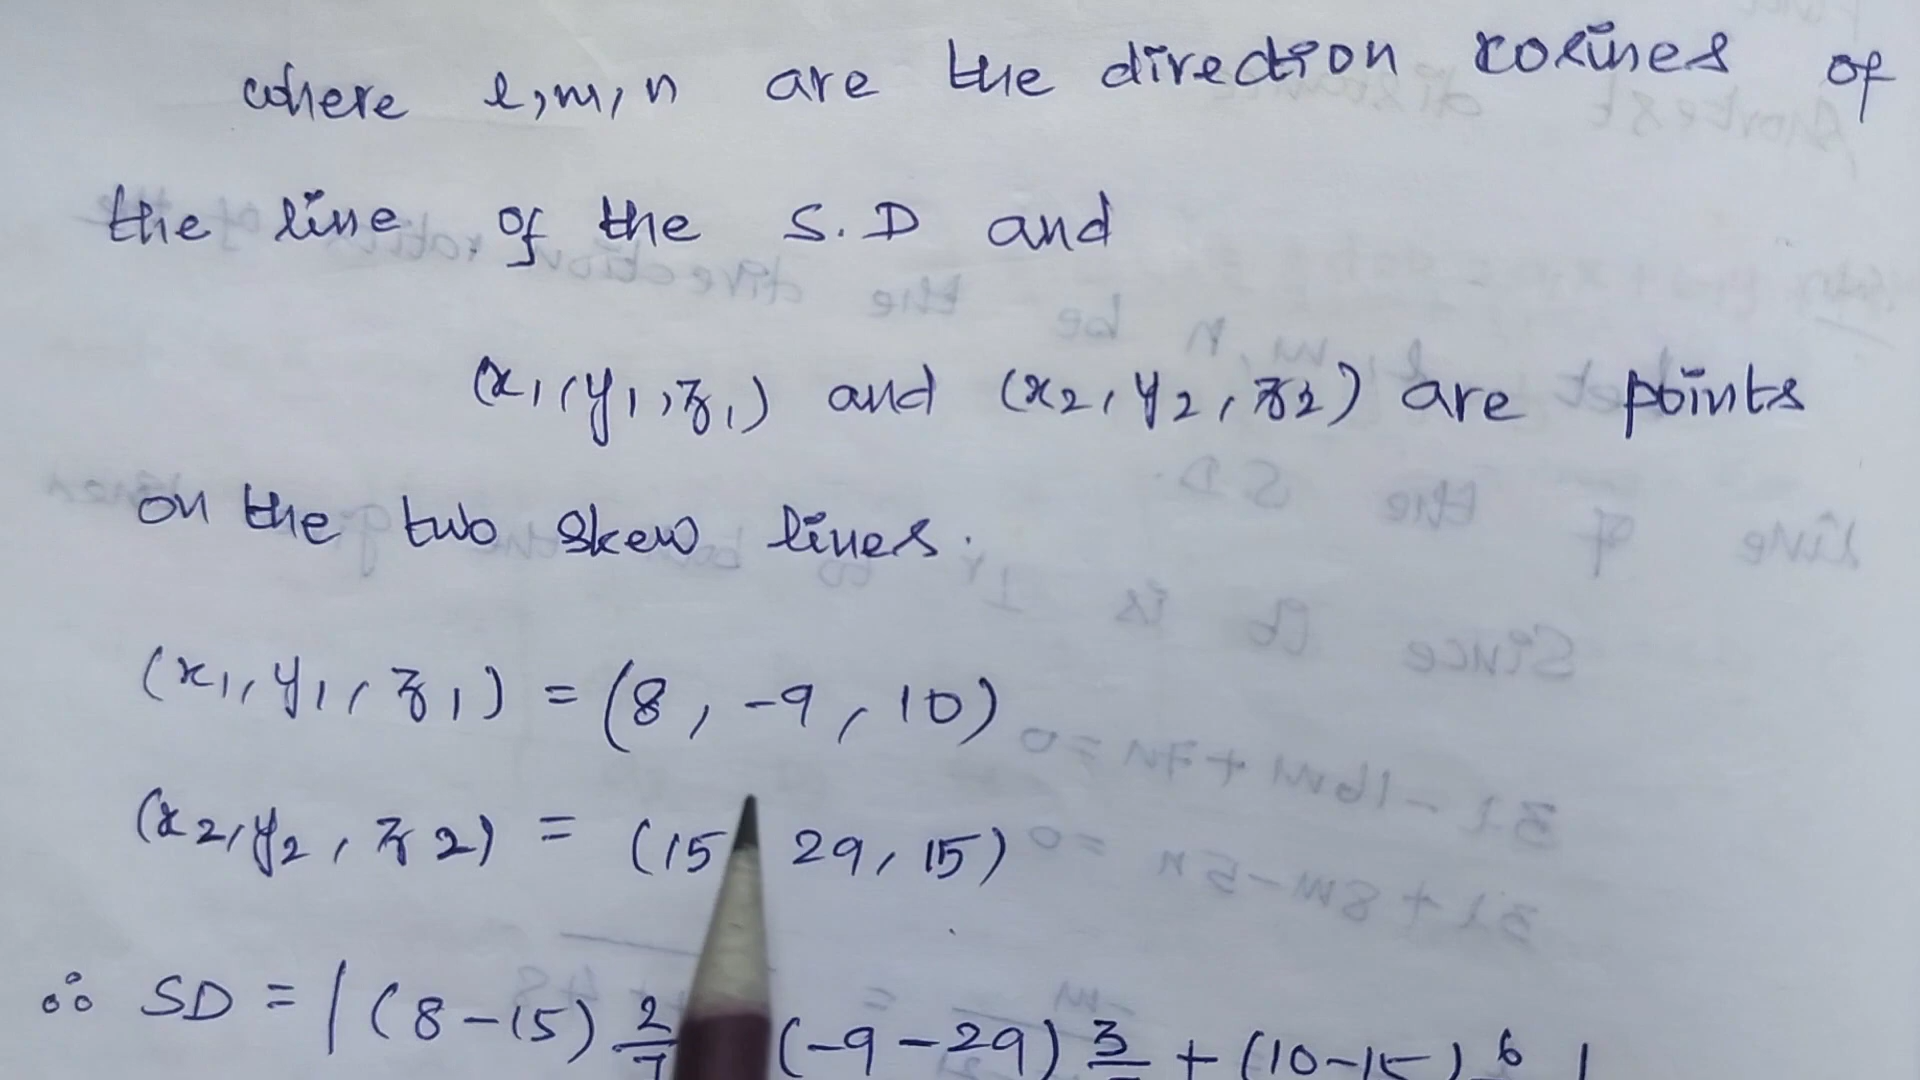 where l, m, n are the direction cosines of
the line of the S.D and
(x1, y1, z1) and (x2, y2, z2) are points
on the two skew lines.
(x1, y1, z1) = (8, -9, 10)
(x2, y2, z2) = (15 29, 15)
∴ SD = |(8-15) 2/7 (-9-29) 3 + (10-15) 6 |